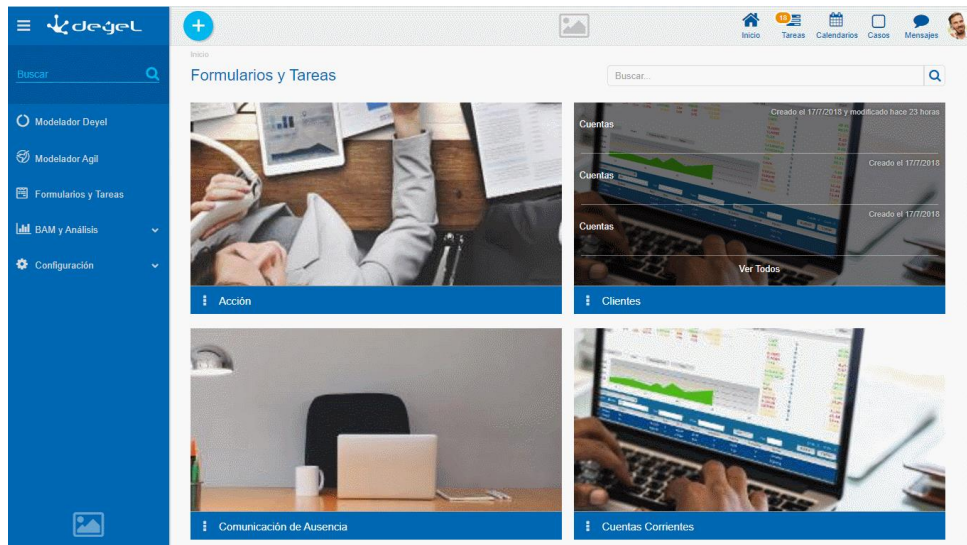 deyel
Buscar
Modelador Deyel
Modelador Agil
Formularios y Tareas
BAM y Análisis
Configuración
18
Inicio
Tareas
Calendarios
Casos
Mensajes
Inicio
Formularios y Tareas
Buscar...
Acción
Creado el 17/7/2018 y modificado hace 23 horas
Cuentas
Creado el 17/7/2018
Cuentas
Creado el 17/7/2018
Cuentas
Ver Todos
Clientes
Comunicación de Ausencia
Cuentas Corrientes